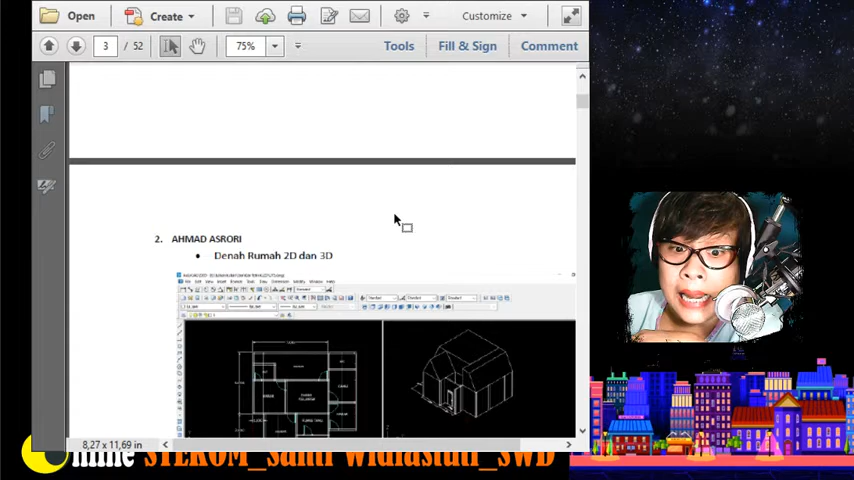 Open Create Customize
3 / 52 75% Tools Fill & Sign Comment
2. AHMAD ASRORI
• Denah Rumah 2D dan 3D
8,27 x 11,69 in
STEKOM_Santi Widiastuti_SWD